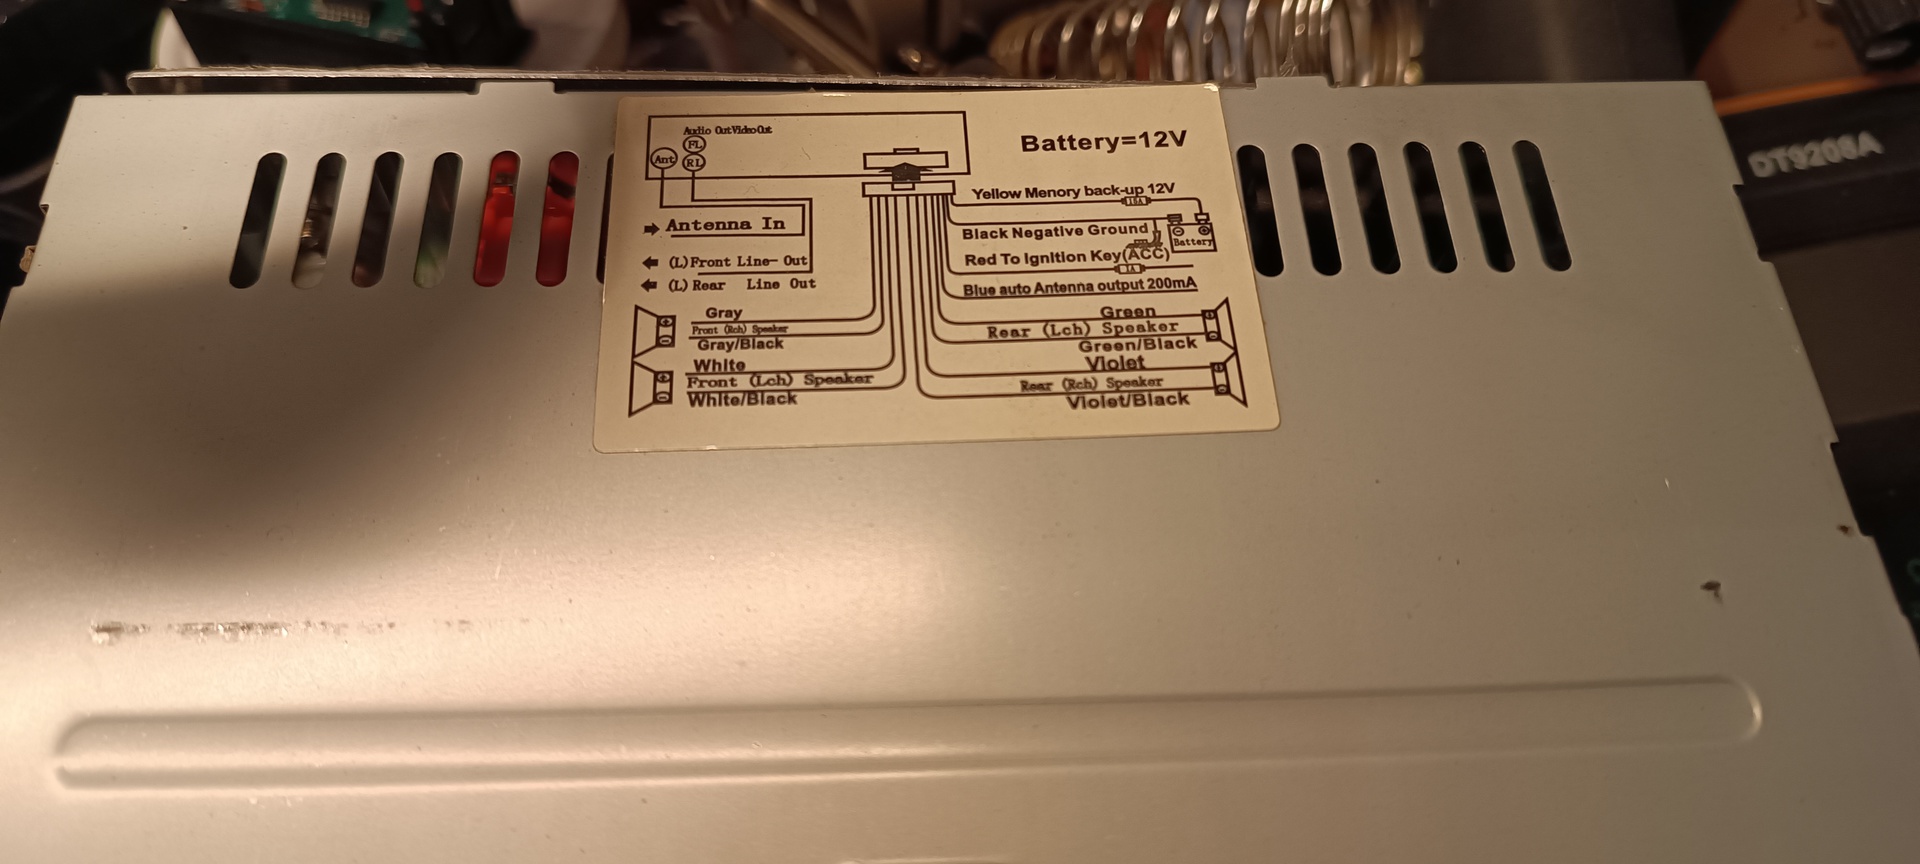 Audio Out Video Out
FL
Ant
RL
Battery=12V
Yellow Menory back-up 12V
10A
Antenna In
Black Negative Ground
Battery
Red To Ignition Key(ACC)
1A
(L)Front Line-Out
(L)Rear Line Out
Blue auto Antenna output 200mA
Gray
Front (Rch) Speaker
Gray/Black
White
Front (Lch) Speaker
White/Black
Green
Rear (Lch) Speaker
Green/Black
Violet
Rear (Rch) Speaker
Violet/Black
DT9208A